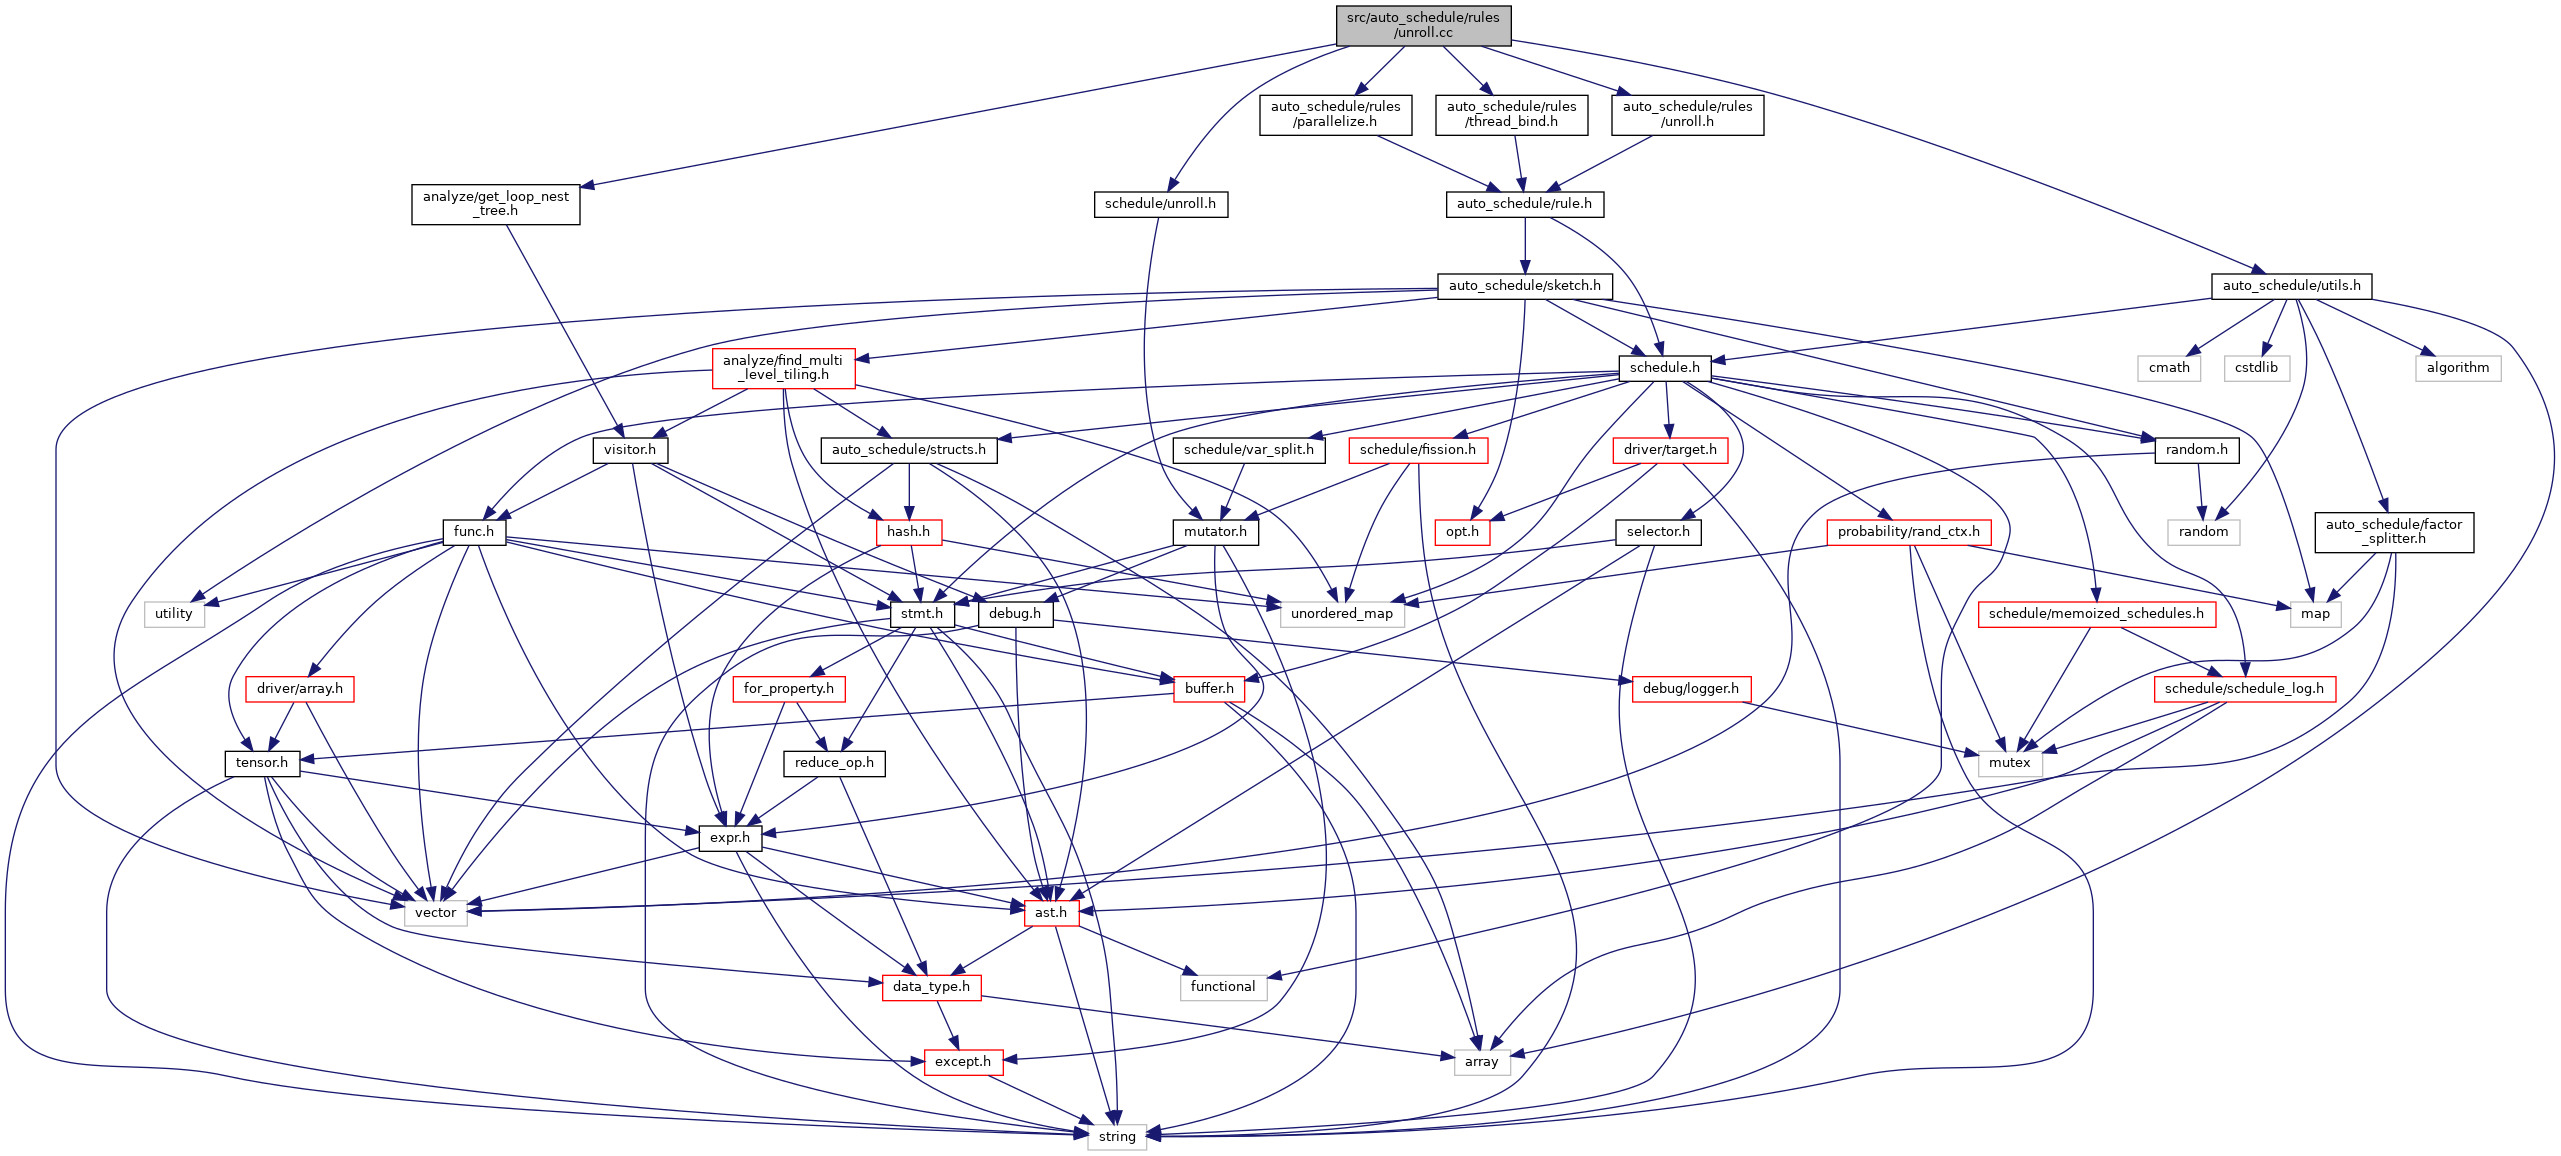 src/auto_schedule/rules
/unroll.cc
auto_schedule/rules
/parallelize.h
auto_schedule/rules
/thread_bind.h
auto_schedule/rules
/unroll.h
analyze/get_loop_nest
_tree.h
schedule/unroll.h
auto_schedule/rule.h
auto_schedule/sketch.h
auto_schedule/utils.h
analyze/find_multi
_level_tiling.h
schedule.h
cmath
cstdlib
algorithm
visitor.h
auto_schedule/structs.h
schedule/var_split.h
schedule/fission.h
driver/target.h
random.h
func.h
hash.h
mutator.h
opt.h
selector.h
probability/rand_ctx.h
random
auto_schedule/factor
_splitter.h
utility
stmt.h
debug.h
unordered_map
schedule/memoized_schedules.h
map
driver/array.h
for_property.h
buffer.h
debug/logger.h
schedule/schedule_log.h
tensor.h
reduce_op.h
mutex
expr.h
vector
ast.h
data_type.h
functional
except.h
array
string